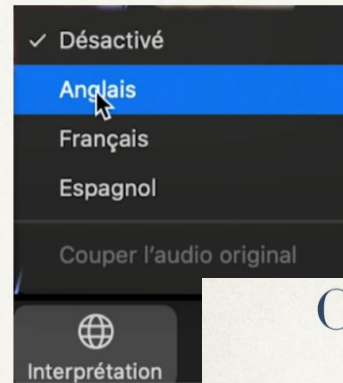 Désactivé
Anglais
Français
Espagnol
Couper l’audio original
Interprétation